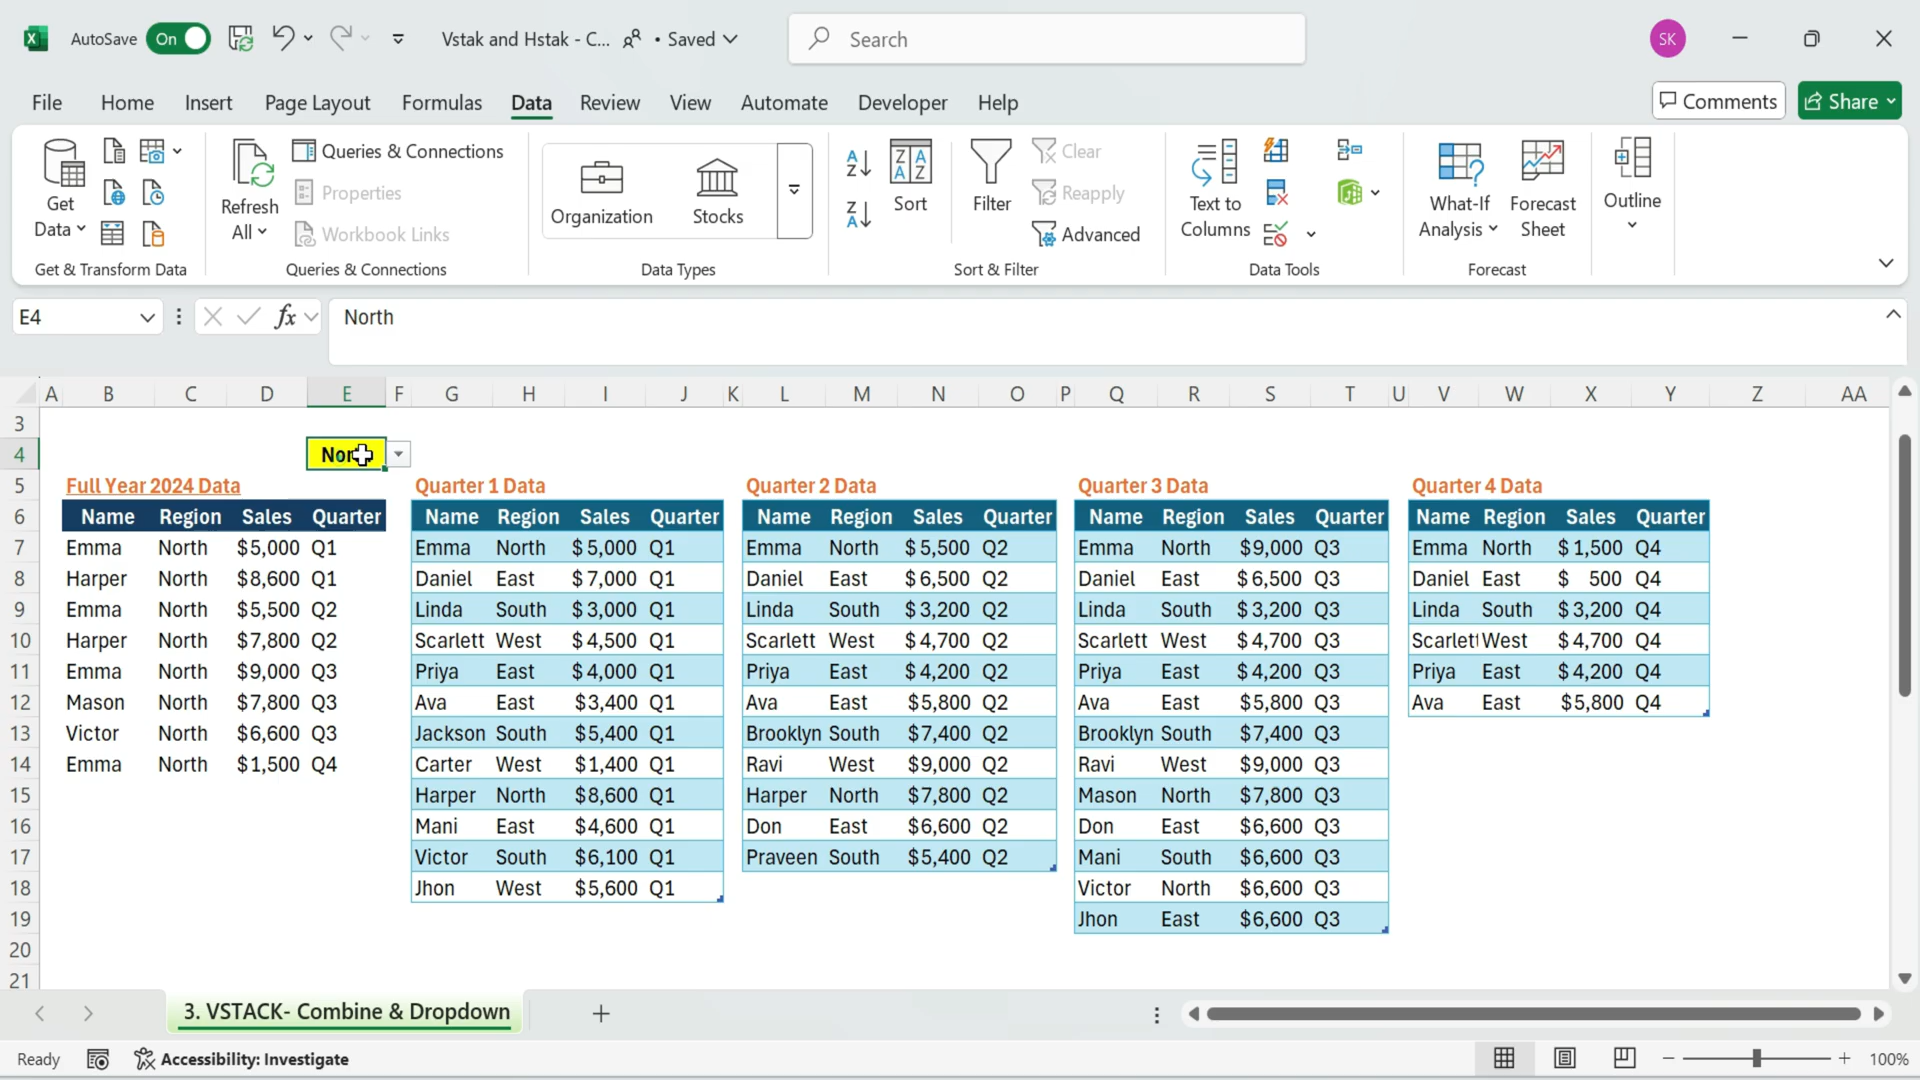 AutoSave On Vstak and Hstak - C... • Saved Search SK
File Home Insert Page Layout Formulas Data Review View Automate Developer Help Comments Share
Get Data
Refresh All
Queries & Connections
Properties
Workbook Links
Organization Stocks
Sort
Filter
Clear
Reapply
Advanced
Text to Columns
What-If Analysis
Forecast Sheet
Outline
Get & Transform Data Queries & Connections Data Types Sort & Filter Data Tools Forecast
E4 fx North
A B C D E F G H I J K L M N O P Q R S T U V W X Y Z AA
3
4 North
5 Full Year 2024 Data Quarter 1 Data Quarter 2 Data Quarter 3 Data Quarter 4 Data
6 Name Region Sales Quarter Name Region Sales Quarter Name Region Sales Quarter Name Region Sales Quarter Name Region Sales Quarter
7 Emma North $5,000 Q1 Emma North $5,000 Q1 Emma North $5,500 Q2 Emma North $9,000 Q3 Emma North $1,500 Q4
8 Harper North $8,600 Q1 Daniel East $7,000 Q1 Daniel East $6,500 Q2 Daniel East $6,500 Q3 Daniel East $ 500 Q4
9 Emma North $5,500 Q2 Linda South $3,000 Q1 Linda South $3,200 Q2 Linda South $3,200 Q3 Linda South $3,200 Q4
10 Harper North $7,800 Q2 Scarlett West $4,500 Q1 Scarlett West $4,700 Q2 Scarlett West $4,700 Q3 Scarlett West $4,700 Q4
11 Emma North $9,000 Q3 Priya East $4,000 Q1 Priya East $4,200 Q2 Priya East $4,200 Q3 Priya East $4,200 Q4
12 Mason North $7,800 Q3 Ava East $3,400 Q1 Ava East $5,800 Q2 Ava East $5,800 Q3 Ava East $5,800 Q4
13 Victor North $6,600 Q3 Jackson South $5,400 Q1 Brooklyn South $7,400 Q2 Brooklyn South $7,400 Q3
14 Emma North $1,500 Q4 Carter West $1,400 Q1 Ravi West $9,000 Q2 Ravi West $9,000 Q3
15 Harper North $8,600 Q1 Harper North $7,800 Q2 Mason North $7,800 Q3
16 Mani East $4,600 Q1 Don East $6,600 Q2 Don East $6,600 Q3
17 Victor South $6,100 Q1 Praveen South $5,400 Q2 Mani South $6,600 Q3
18 Jhon West $5,600 Q1 Victor North $6,600 Q3
19 Jhon East $6,600 Q3
20
21
3. VSTACK- Combine & Dropdown
Ready Accessibility: Investigate 100%